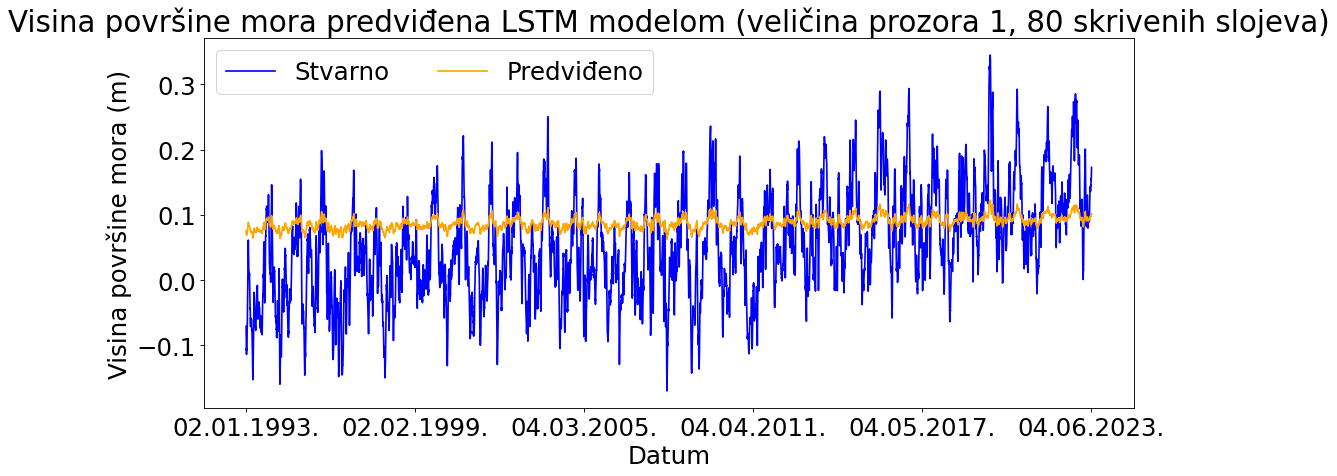 Visina površine mora predviđena LSTM modelom (veličina prozora 1, 80 skrivenih slojeva)
Stvarno
Predviđeno
Visina površine mora (m)
0.3
0.2
0.1
0.0
−0.1
02.01.1993.
02.02.1999.
04.03.2005.
04.04.2011.
04.05.2017.
04.06.2023.
Datum